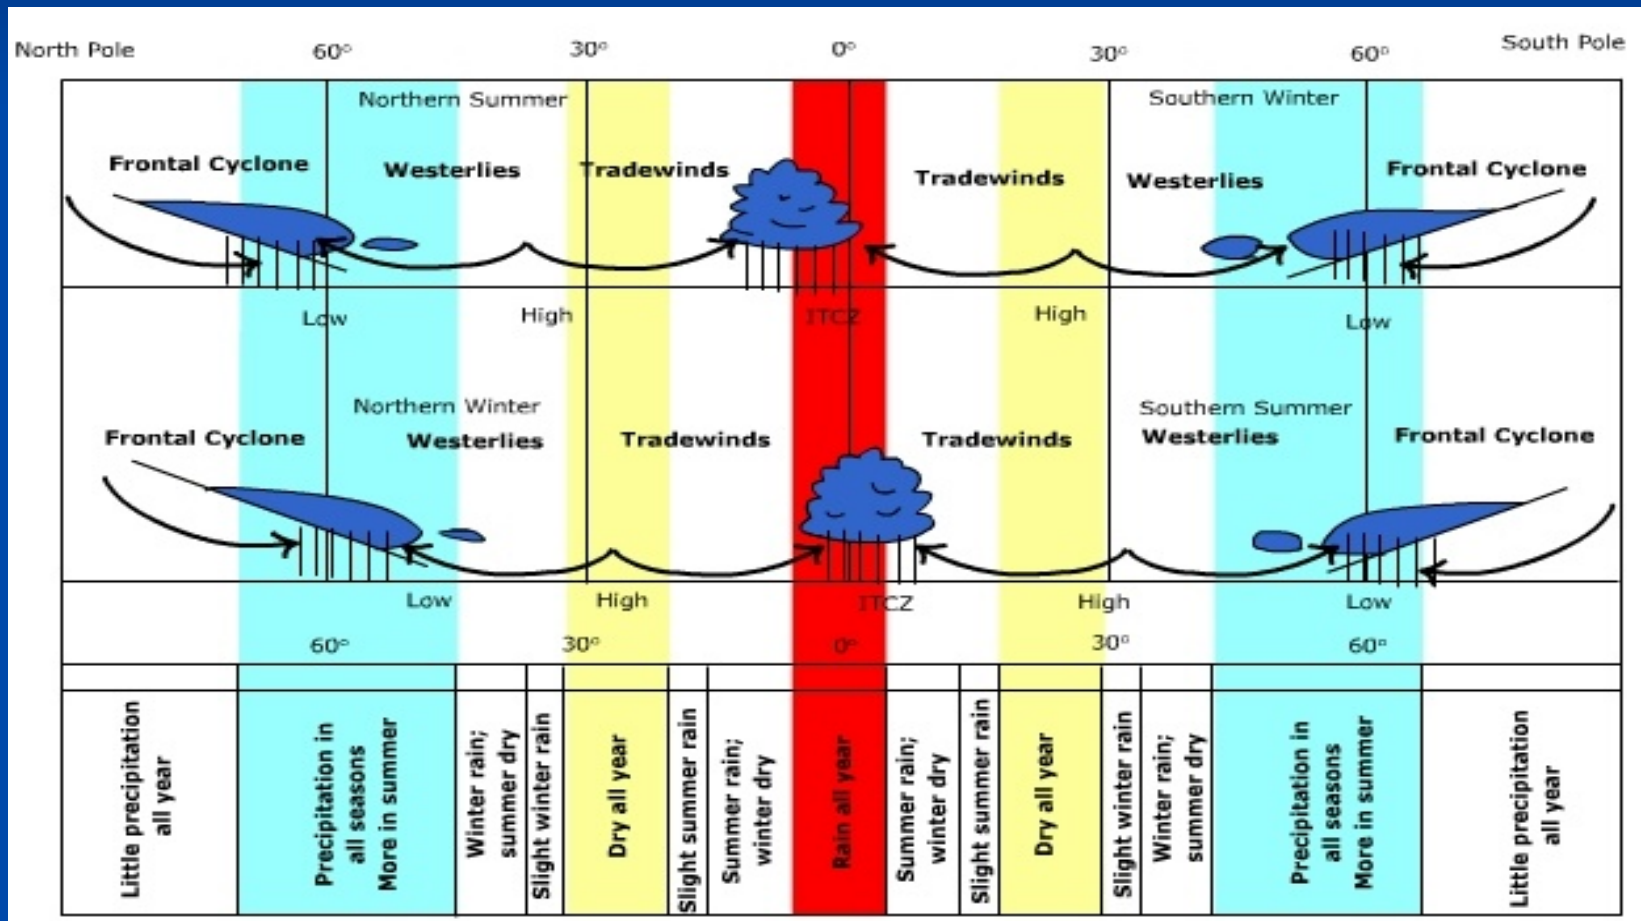 North Pole 60° 30° 0° 30° 60° South Pole
Northern Summer Southern Winter
Frontal Cyclone Westerlies Tradewinds Tradewinds Westerlies Frontal Cyclone
Low High ITCZ High Low
Northern Winter Southern Summer
Frontal Cyclone Westerlies Tradewinds Tradewinds Westerlies Frontal Cyclone
Low High ITCZ High Low
60° 30° 0° 30° 60°
Little precipitation
all year
Precipitation in
all seasons
More in summer
Winter rain;
summer dry
Slight winter rain
Dry all year
Slight summer rain
Summer rain;
winter dry
Rain all year
Summer rain;
winter dry
Slight summer rain
Dry all year
Slight winter rain
Winter rain;
summer dry
Precipitation in
all seasons
More in summer
Little precipitation
all year